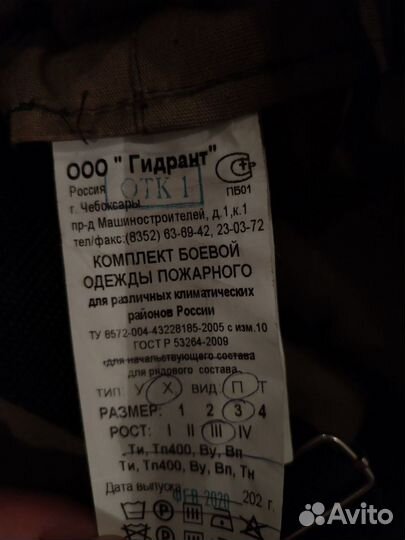 ООО " Гидрант"
Россия ОТК 1
ПБ01
г. Чебоксары
пр-д Машиностроителей, д.1,к.1
тел/факс:(8352) 63-69-42, 23-03-72
КОМПЛЕКТ БОЕВОЙ
ОДЕЖДЫ ПОЖАРНОГО
для различных климатических
районов России
ТУ 8572-004-43228185-2005 с изм.10
ГОСТ Р 53264-2009
для начальствующего состава
для рядового состава
ТИП: У Х ВИД: П Т
РАЗМЕР: 1 2 3 4
РОСТ: I II III IV
Ти, Тп400, Ву, Вп
Ти, Тп400, Ву, Вп, Тн
Дата выпуска ФЕВ 2020 202 г.
Avito